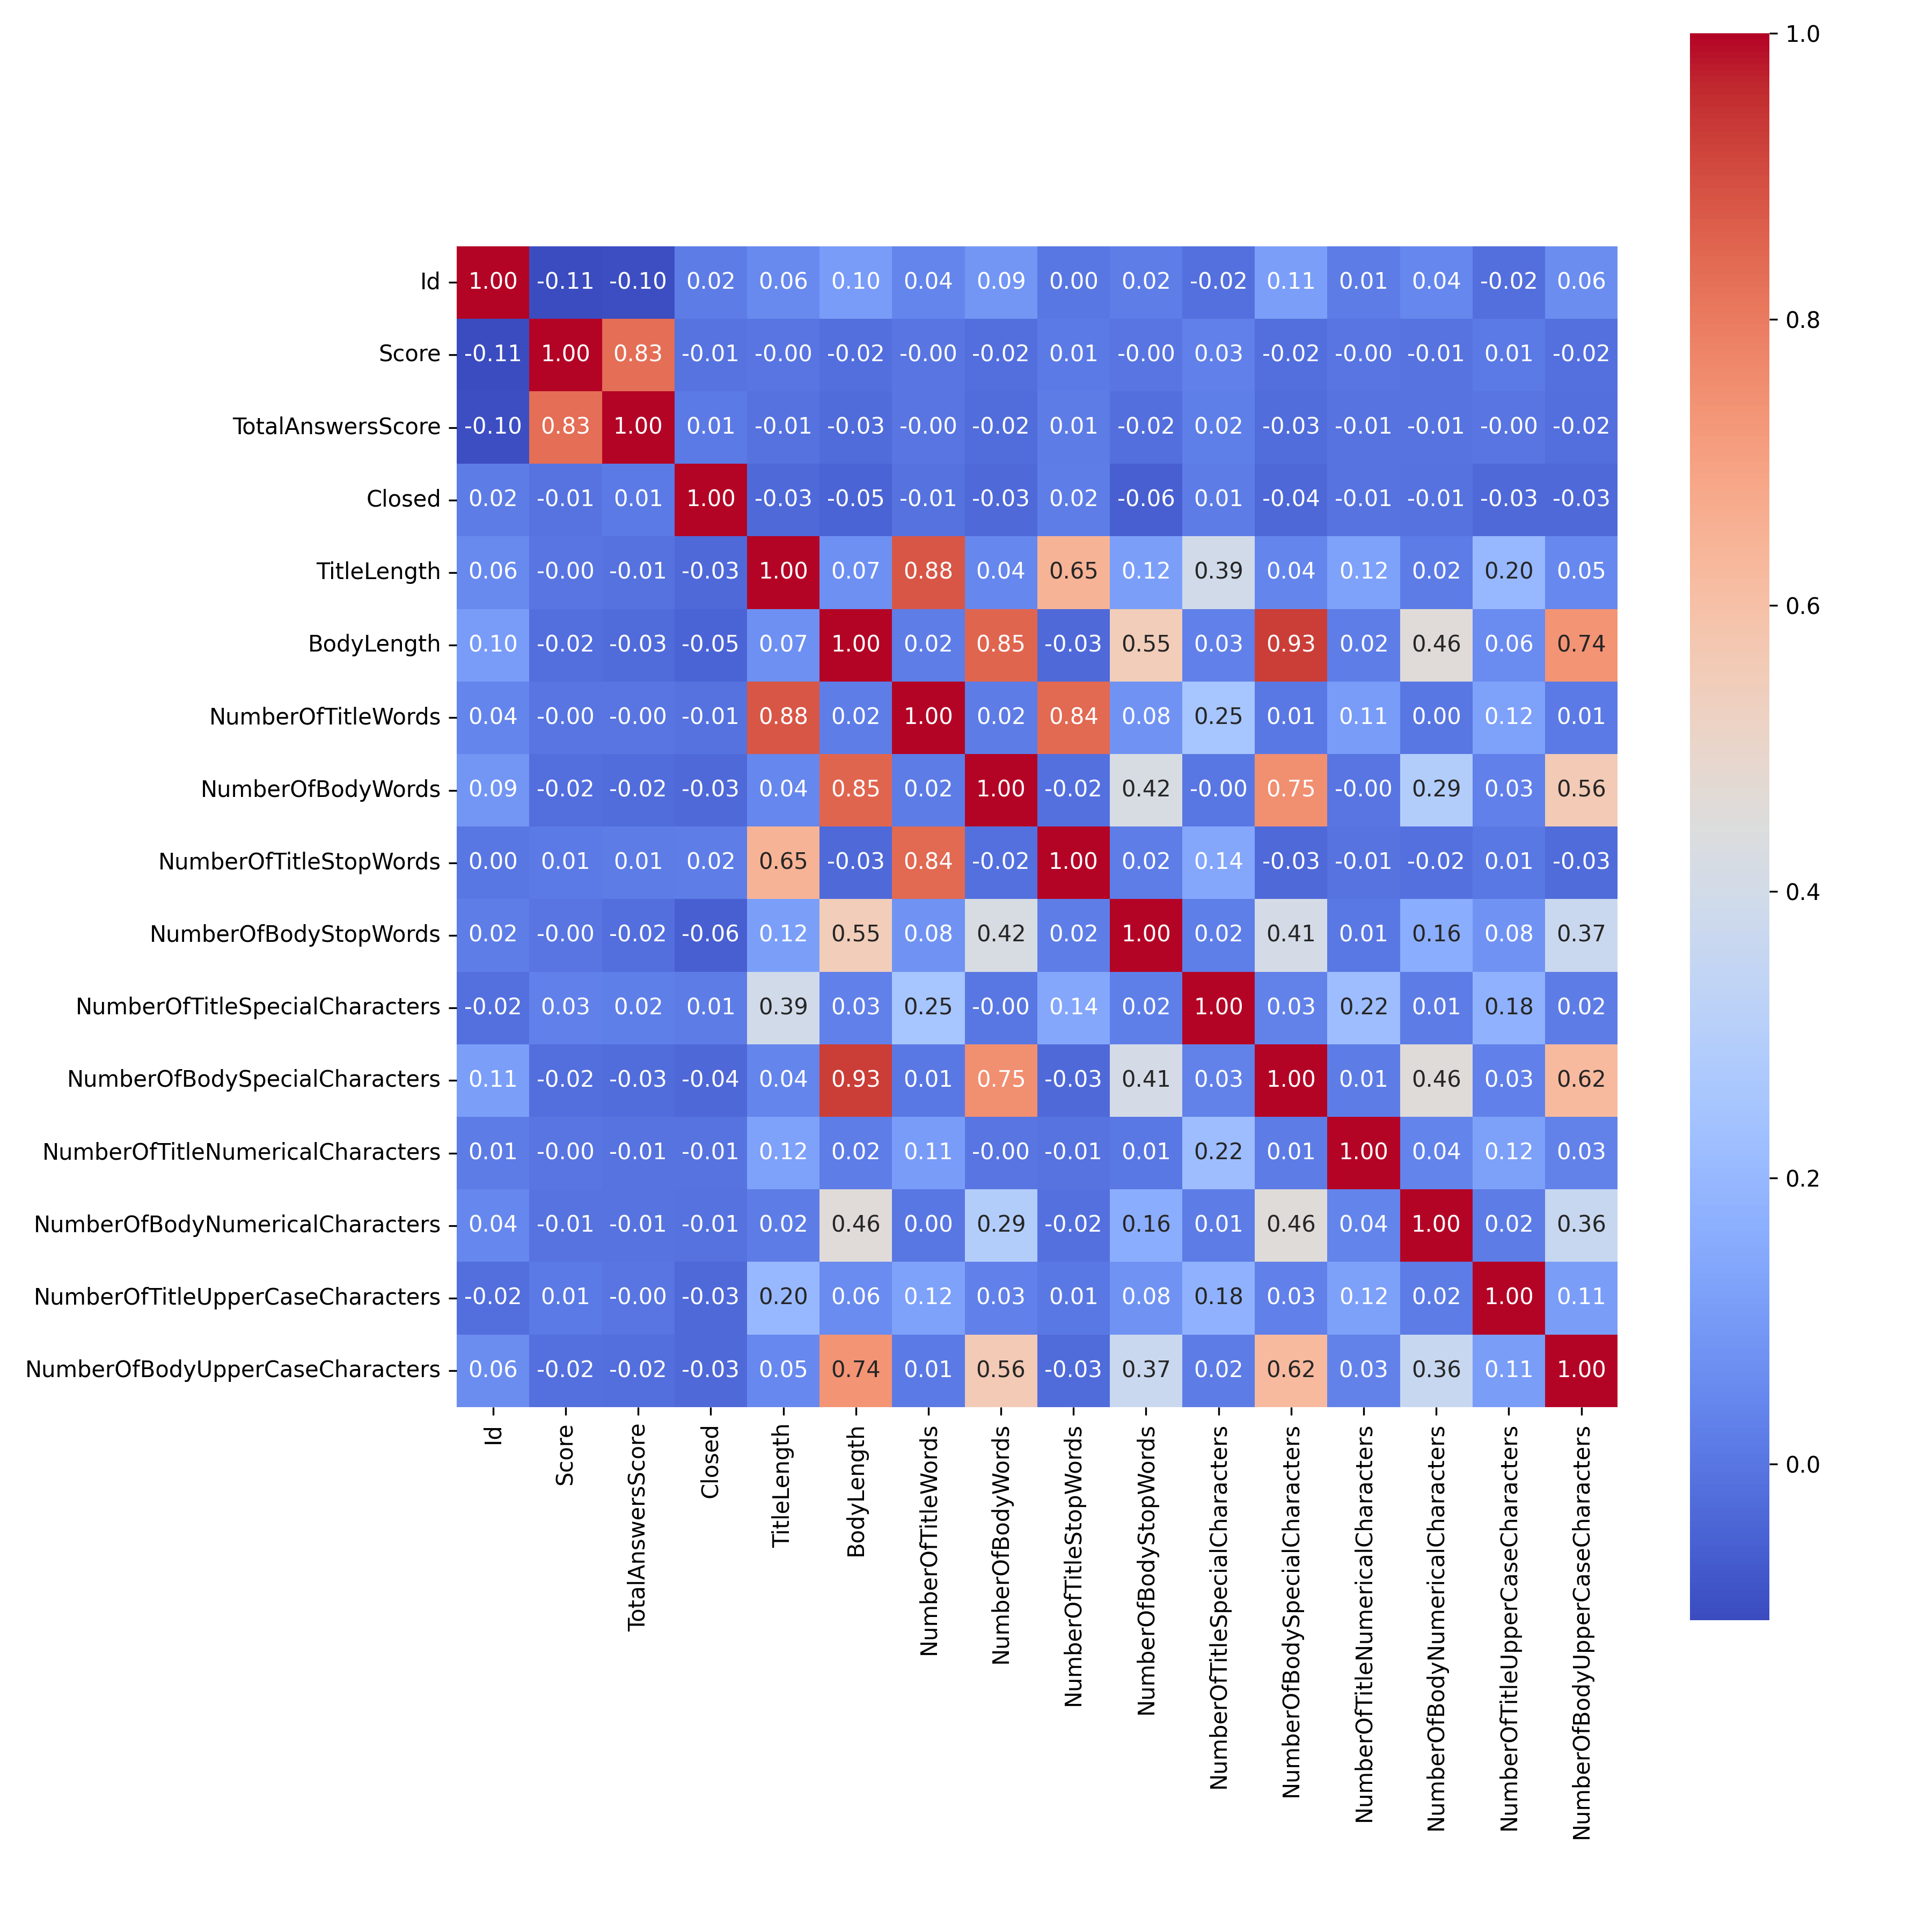 1.0
0.8
0.6
0.4
0.2
0.0
Id 1.00 -0.11 -0.10 0.02 0.06 0.10 0.04 0.09 0.00 0.02 -0.02 0.11 0.01 0.04 -0.02 0.06
Score -0.11 1.00 0.83 -0.01 -0.00 -0.02 -0.00 -0.02 0.01 -0.00 0.03 -0.02 -0.00 -0.01 0.01 -0.02
TotalAnswersScore -0.10 0.83 1.00 0.01 -0.01 -0.03 -0.00 -0.02 0.01 -0.02 0.02 -0.03 -0.01 -0.01 -0.00 -0.02
Closed 0.02 -0.01 0.01 1.00 -0.03 -0.05 -0.01 -0.03 0.02 -0.06 0.01 -0.04 -0.01 -0.01 -0.03 -0.03
TitleLength 0.06 -0.00 -0.01 -0.03 1.00 0.07 0.88 0.04 0.65 0.12 0.39 0.04 0.12 0.02 0.20 0.05
BodyLength 0.10 -0.02 -0.03 -0.05 0.07 1.00 0.02 0.85 -0.03 0.55 0.03 0.93 0.02 0.46 0.06 0.74
NumberOfTitleWords 0.04 -0.00 -0.00 -0.01 0.88 0.02 1.00 0.02 0.84 0.08 0.25 0.01 0.11 0.00 0.12 0.01
NumberOfBodyWords 0.09 -0.02 -0.02 -0.03 0.04 0.85 0.02 1.00 -0.02 0.42 -0.00 0.75 -0.00 0.29 0.03 0.56
NumberOfTitleStopWords 0.00 0.01 0.01 0.02 0.65 -0.03 0.84 -0.02 1.00 0.02 0.14 -0.03 -0.01 -0.02 0.01 -0.03
NumberOfBodyStopWords 0.02 -0.00 -0.02 -0.06 0.12 0.55 0.08 0.42 0.02 1.00 0.02 0.41 0.01 0.16 0.08 0.37
NumberOfTitleSpecialCharacters -0.02 0.03 0.02 0.01 0.39 0.03 0.25 -0.00 0.14 0.02 1.00 0.03 0.22 0.01 0.18 0.02
NumberOfBodySpecialCharacters 0.11 -0.02 -0.03 -0.04 0.04 0.93 0.01 0.75 -0.03 0.41 0.03 1.00 0.01 0.46 0.03 0.62
NumberOfTitleNumericalCharacters 0.01 -0.00 -0.01 -0.01 0.12 0.02 0.11 -0.00 -0.01 0.01 0.22 0.01 1.00 0.04 0.12 0.03
NumberOfBodyNumericalCharacters 0.04 -0.01 -0.01 -0.01 0.02 0.46 0.00 0.29 -0.02 0.16 0.01 0.46 0.04 1.00 0.02 0.36
NumberOfTitleUpperCaseCharacters -0.02 0.01 -0.00 -0.03 0.20 0.06 0.12 0.03 0.01 0.08 0.18 0.03 0.12 0.02 1.00 0.11
NumberOfBodyUpperCaseCharacters 0.06 -0.02 -0.02 -0.03 0.05 0.74 0.01 0.56 -0.03 0.37 0.02 0.62 0.03 0.36 0.11 1.00
Id
Score
TotalAnswersScore
Closed
TitleLength
BodyLength
NumberOfTitleWords
NumberOfBodyWords
NumberOfTitleStopWords
NumberOfBodyStopWords
NumberOfTitleSpecialCharacters
NumberOfBodySpecialCharacters
NumberOfTitleNumericalCharacters
NumberOfBodyNumericalCharacters
NumberOfTitleUpperCaseCharacters
NumberOfBodyUpperCaseCharacters